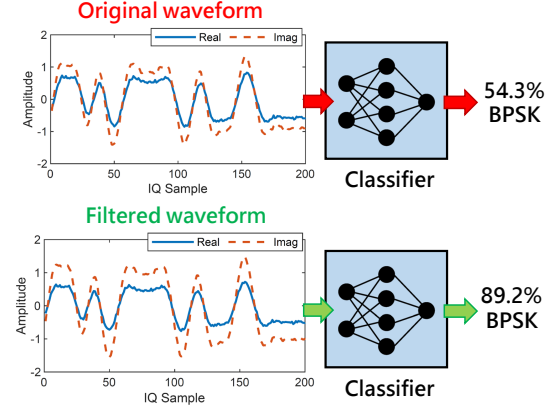 Original waveform
Real Imag
2
1
0
-1
-2
Amplitude
0 50 100 150 200
IQ Sample
Classifier
54.3%
BPSK
Filtered waveform
Real Imag
2
1
0
-1
-2
Amplitude
0 50 100 150 200
IQ Sample
Classifier
89.2%
BPSK